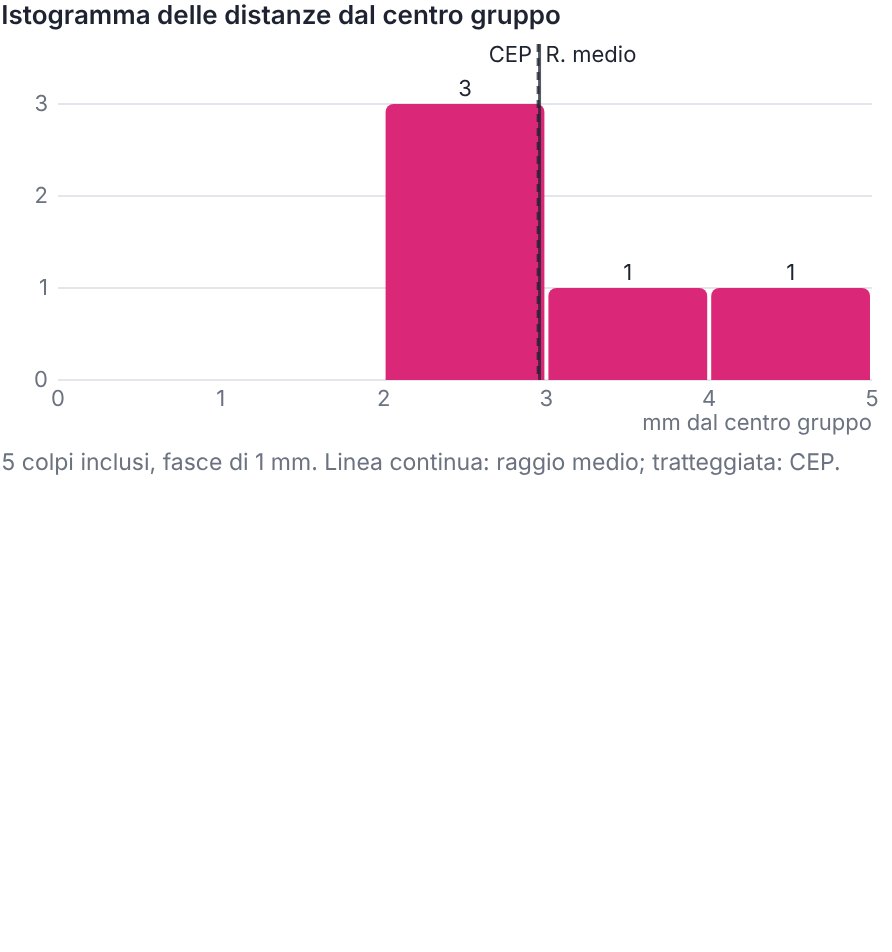 Istogramma delle distanze dal centro gruppo
CEP R. medio
3
3
2
1 1
1
0
0 1 2 3 4 5
mm dal centro gruppo
5 colpi inclusi, fasce di 1 mm. Linea continua: raggio medio; tratteggiata: CEP.